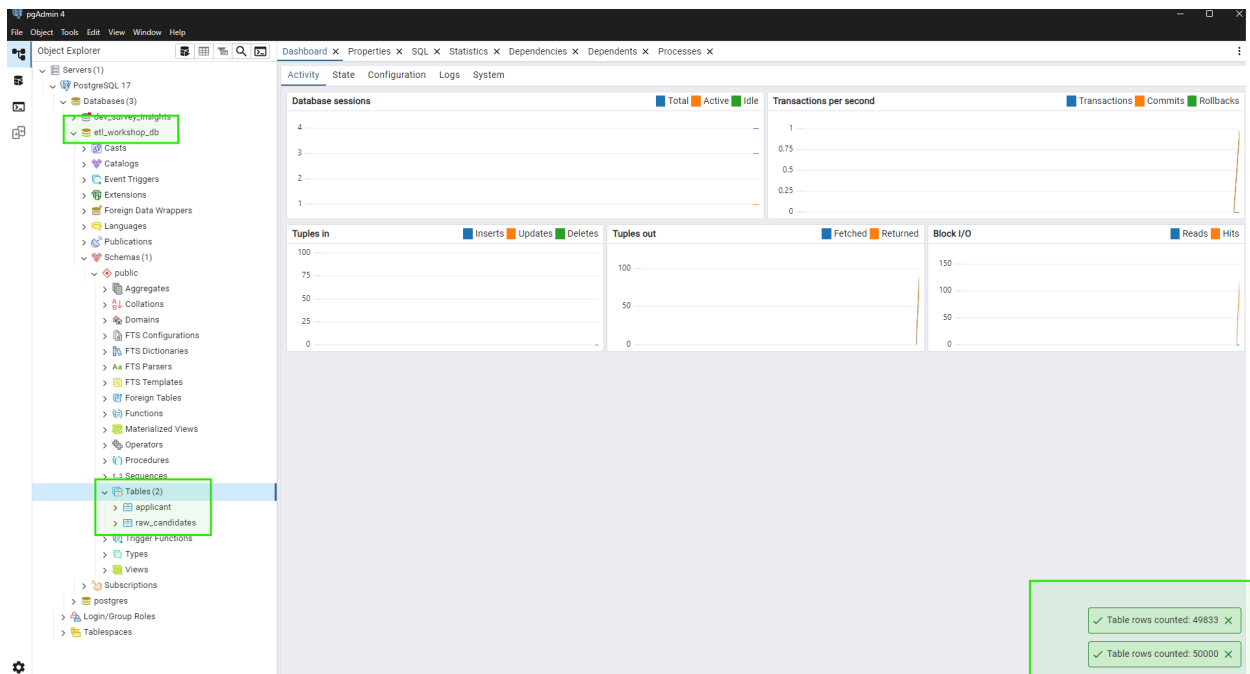 pgAdmin 4
File Object Tools Edit View Window Help
Object Explorer
Dashboard Properties SQL Statistics Dependencies Dependents Processes
Servers (1)
PostgreSQL 17
Databases (3)
dev_survey_insights
etl_workshop_db
Casts
Catalogs
Event Triggers
Extensions
Foreign Data Wrappers
Languages
Publications
Schemas (1)
public
Aggregates
Collations
Domains
FTS Configurations
FTS Dictionaries
Aa FTS Parsers
FTS Templates
Foreign Tables
Functions
Materialized Views
Operators
Procedures
1..3 Sequences
Tables (2)
applicant
raw_candidates
Trigger Functions
Types
Views
Subscriptions
postgres
Login/Group Roles
Tablespaces
Activity State Configuration Logs System
Database sessions Total Active Idle
4
3
2
1
Transactions per second Transactions Commits Rollbacks
1
0.75
0.5
0.25
0
Tuples in Inserts Updates Deletes
100
75
50
25
0
Tuples out Fetched Returned
100
50
0
Block I/O Reads Hits
150
100
50
0
Table rows counted: 49833
Table rows counted: 50000